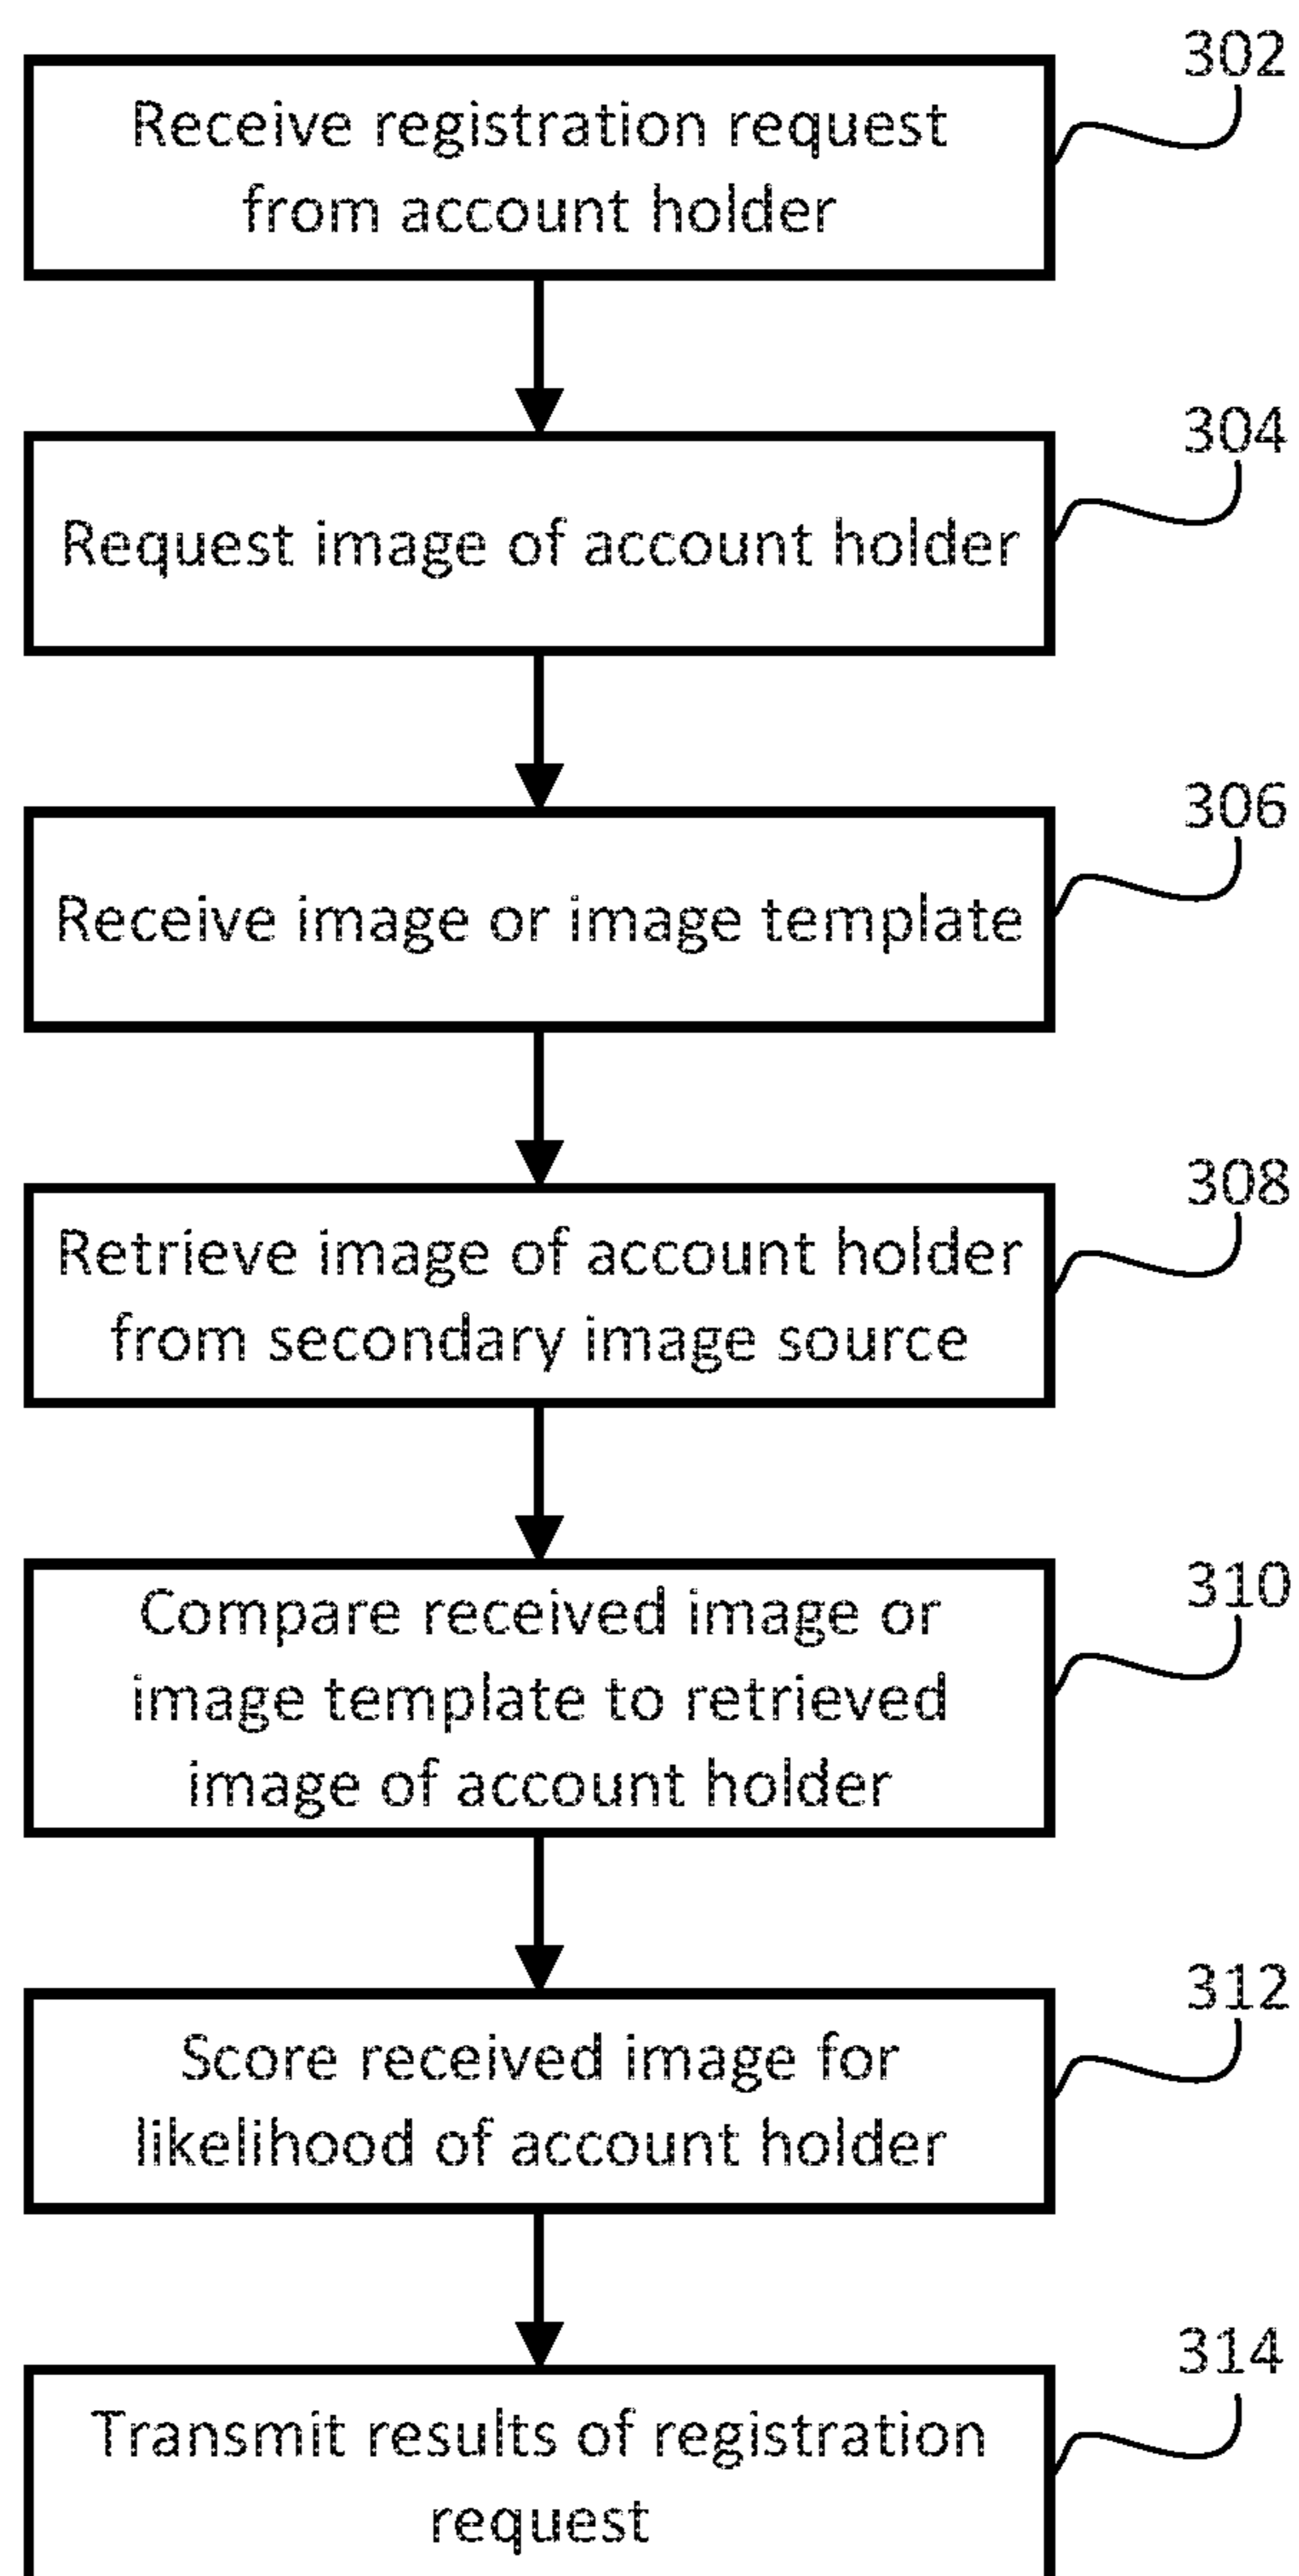 302
Receive registration request
from account holder
304
Request image of account holder
306
Receive image or image template
308
Retrieve image of account holder
from secondary image source
310
Compare received image or
image template to retrieved
image of account holder
312
Score received image for
likelihood of account holder
314
Transmit results of registration
request